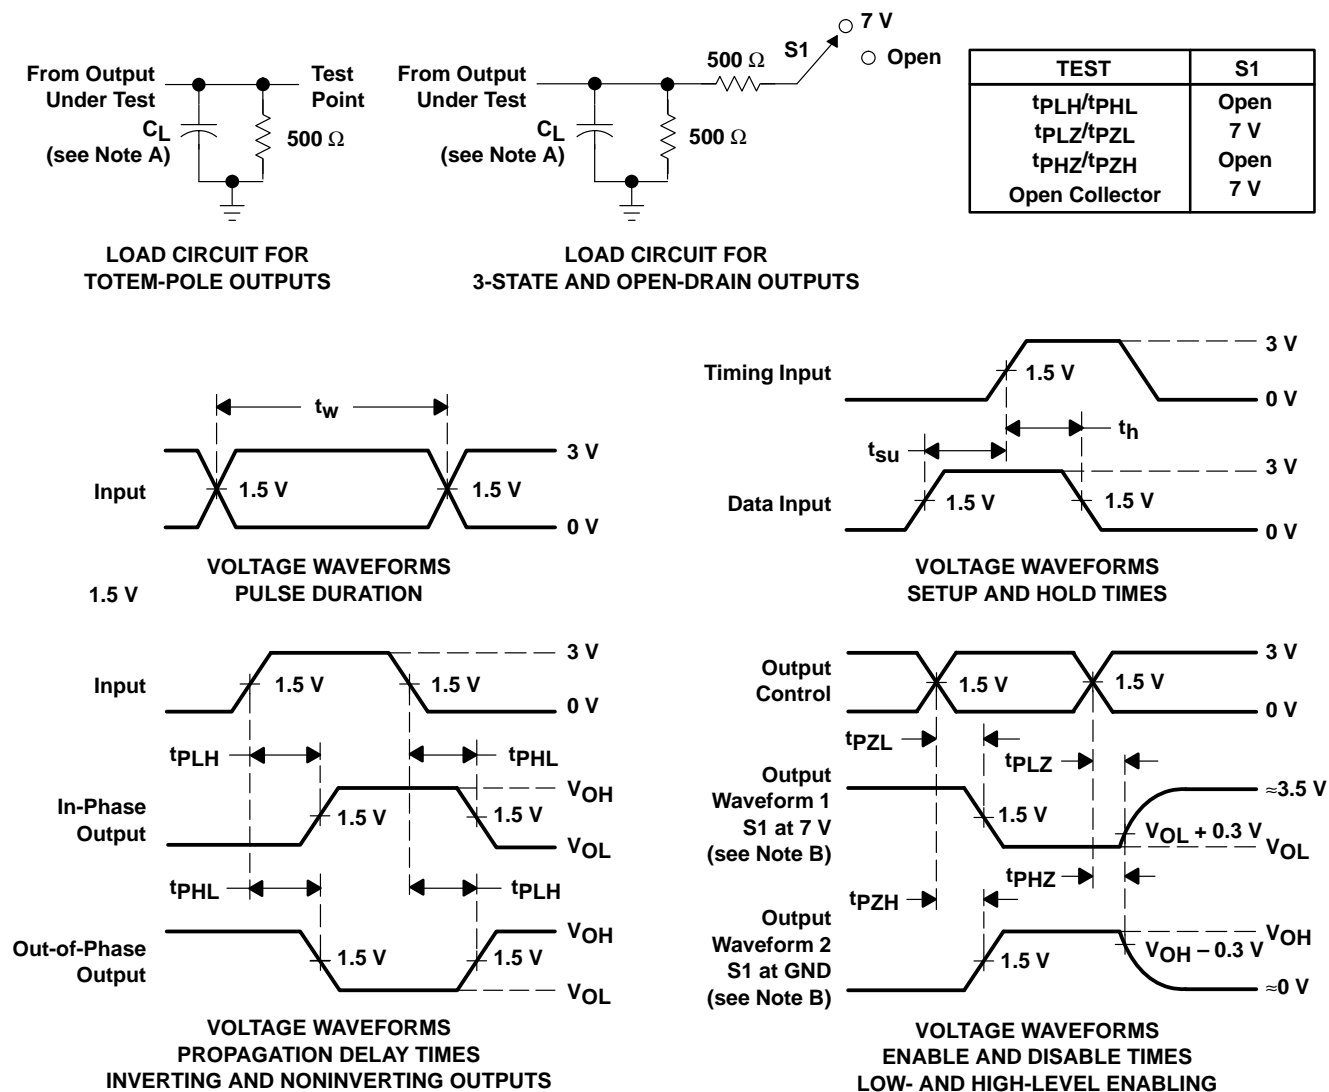 7 V
S1
Open
500 Ω
From Output
Under Test
Test
Point
CL
(see Note A)
500 Ω
From Output
Under Test
CL
(see Note A)
500 Ω
TEST S1
tPLH/tPHL Open
tPLZ/tPZL 7 V
tPHZ/tPZH Open
Open Collector 7 V
LOAD CIRCUIT FOR
TOTEM-POLE OUTPUTS
LOAD CIRCUIT FOR
3-STATE AND OPEN-DRAIN OUTPUTS
tw
3 V
Input
1.5 V
1.5 V
0 V
VOLTAGE WAVEFORMS
PULSE DURATION
1.5 V
3 V
Timing Input
1.5 V
0 V
th
tsu
3 V
Data Input
1.5 V
1.5 V
0 V
VOLTAGE WAVEFORMS
SETUP AND HOLD TIMES
3 V
Input
1.5 V
1.5 V
0 V
tPLH
tPHL
In-Phase
Output
VOH
1.5 V
1.5 V
VOL
tPHL
tPLH
Out-of-Phase
Output
VOH
1.5 V
1.5 V
VOL
VOLTAGE WAVEFORMS
PROPAGATION DELAY TIMES
INVERTING AND NONINVERTING OUTPUTS
Output
Control
3 V
1.5 V
1.5 V
0 V
tPZL
tPLZ
Output
Waveform 1
S1 at 7 V
(see Note B)
1.5 V
≈3.5 V
VOL + 0.3 V
VOL
tPHZ
tPZH
Output
Waveform 2
S1 at GND
(see Note B)
1.5 V
VOH
VOH – 0.3 V
≈0 V
VOLTAGE WAVEFORMS
ENABLE AND DISABLE TIMES
LOW- AND HIGH-LEVEL ENABLING